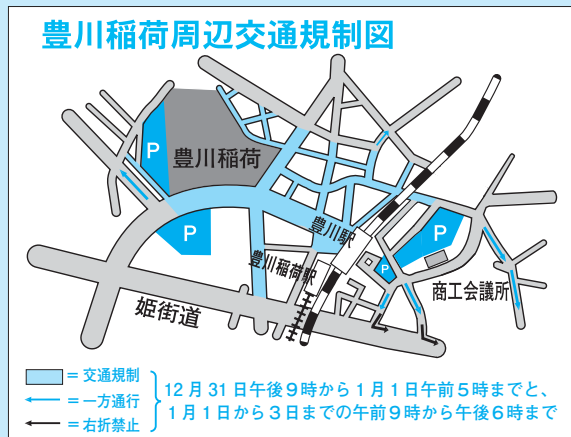 豊川稲荷周辺交通規制図
P
豊川稲荷
P
豊川駅
P
P
豊川稲荷駅
商工会議所
姫街道
= 交通規制
= 一方通行
= 右折禁止
12月31日午後9時から1月1日午前5時までと、
1月1日から3日までの午前9時から午後6時まで